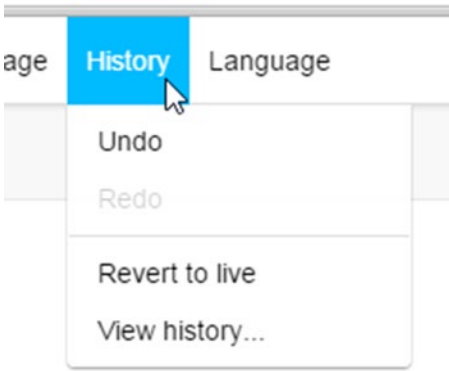 age History Language
Undo
Redo
Revert to live
View history...